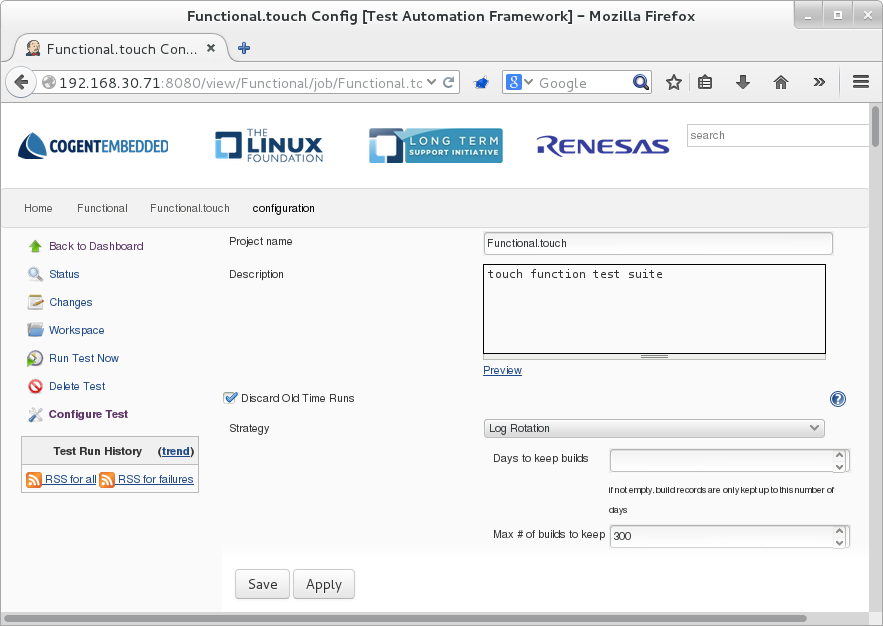 Functional.touch Config [Test Automation Framework] – Mozilla Firefox
Functional.touch Con...
192.168.30.71:8080/view/Functional/job/Functional.tc
8
Google
COGENTEMBEDDED
THE
LINUX
FOUNDATION
LONG TERM
SUPPORT INITIATIVE
RENESAS
search
Home Functional Functional.touch configuration
Back to Dashboard
Status
Changes
Workspace
Run Test Now
Delete Test
Configure Test
Test Run History (trend)
RSS for all RSS for failures
Project name Functional.touch
Description touch function test suite
Preview
Discard Old Time Runs ?
Strategy Log Rotation
Days to keep builds
if not empty, build records are only kept up to this number of
days
Max # of builds to keep 300
Save Apply